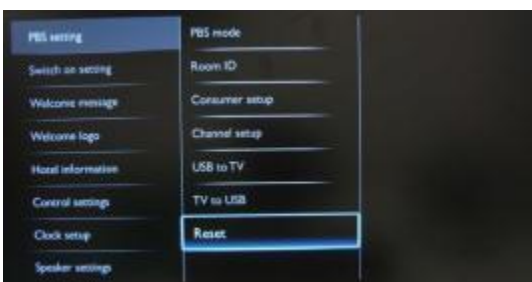 PBS setting
Switch on setting
Welcome message
Welcome logo
Hotel information
Control settings
Clock setup
Speaker settings
PBS mode
Room ID
Consumer setup
Channel setup
USB to TV
TV to USB
Reset